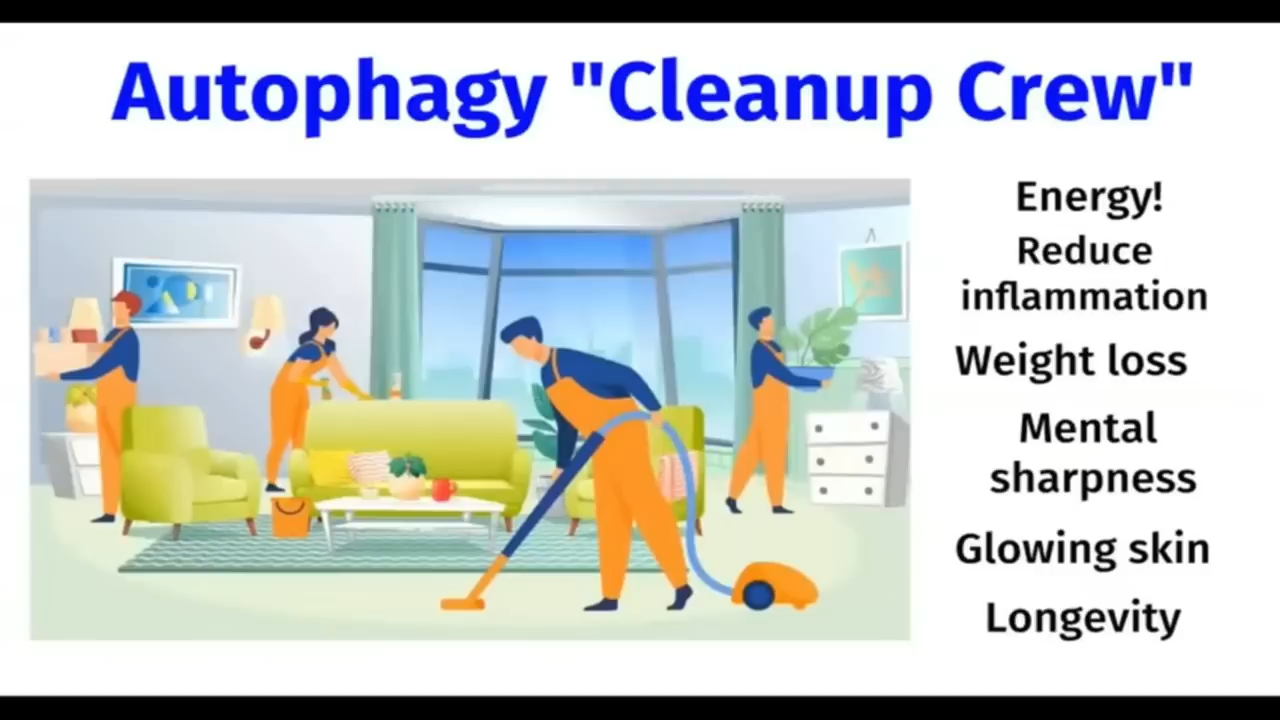 Autophagy "Cleanup Crew"
Energy!
Reduce
inflammation
Weight loss
Mental
sharpness
Glowing skin
Longevity